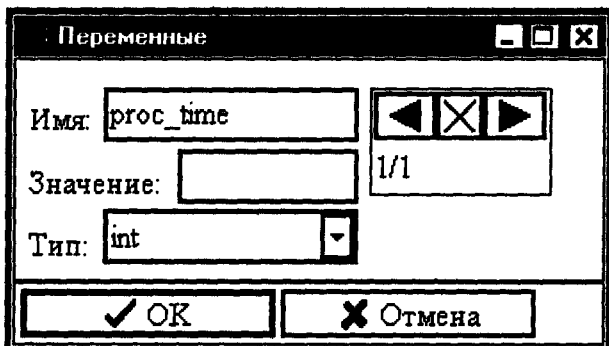 Переменные
Имя: proc_time
1/1
Значение:
Тип: int
OK Отмена